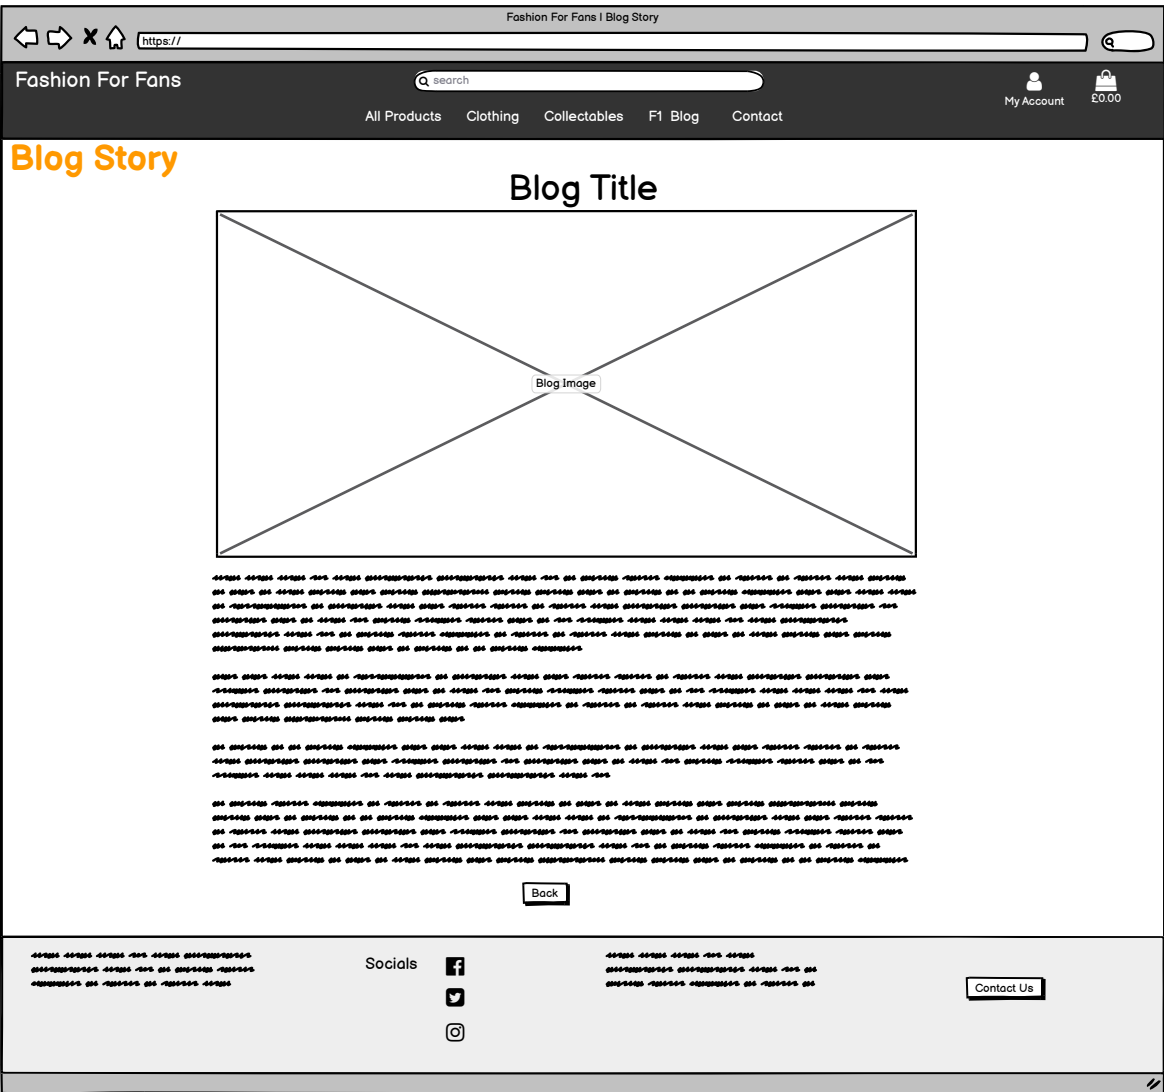 Fashion For Fans | Blog Story
https://
Fashion For Fans
search
My Account
£0.00
All Products Clothing Collectables F1 Blog Contact
Blog Story
Blog Title
Blog Image
Back
Socials
Contact Us